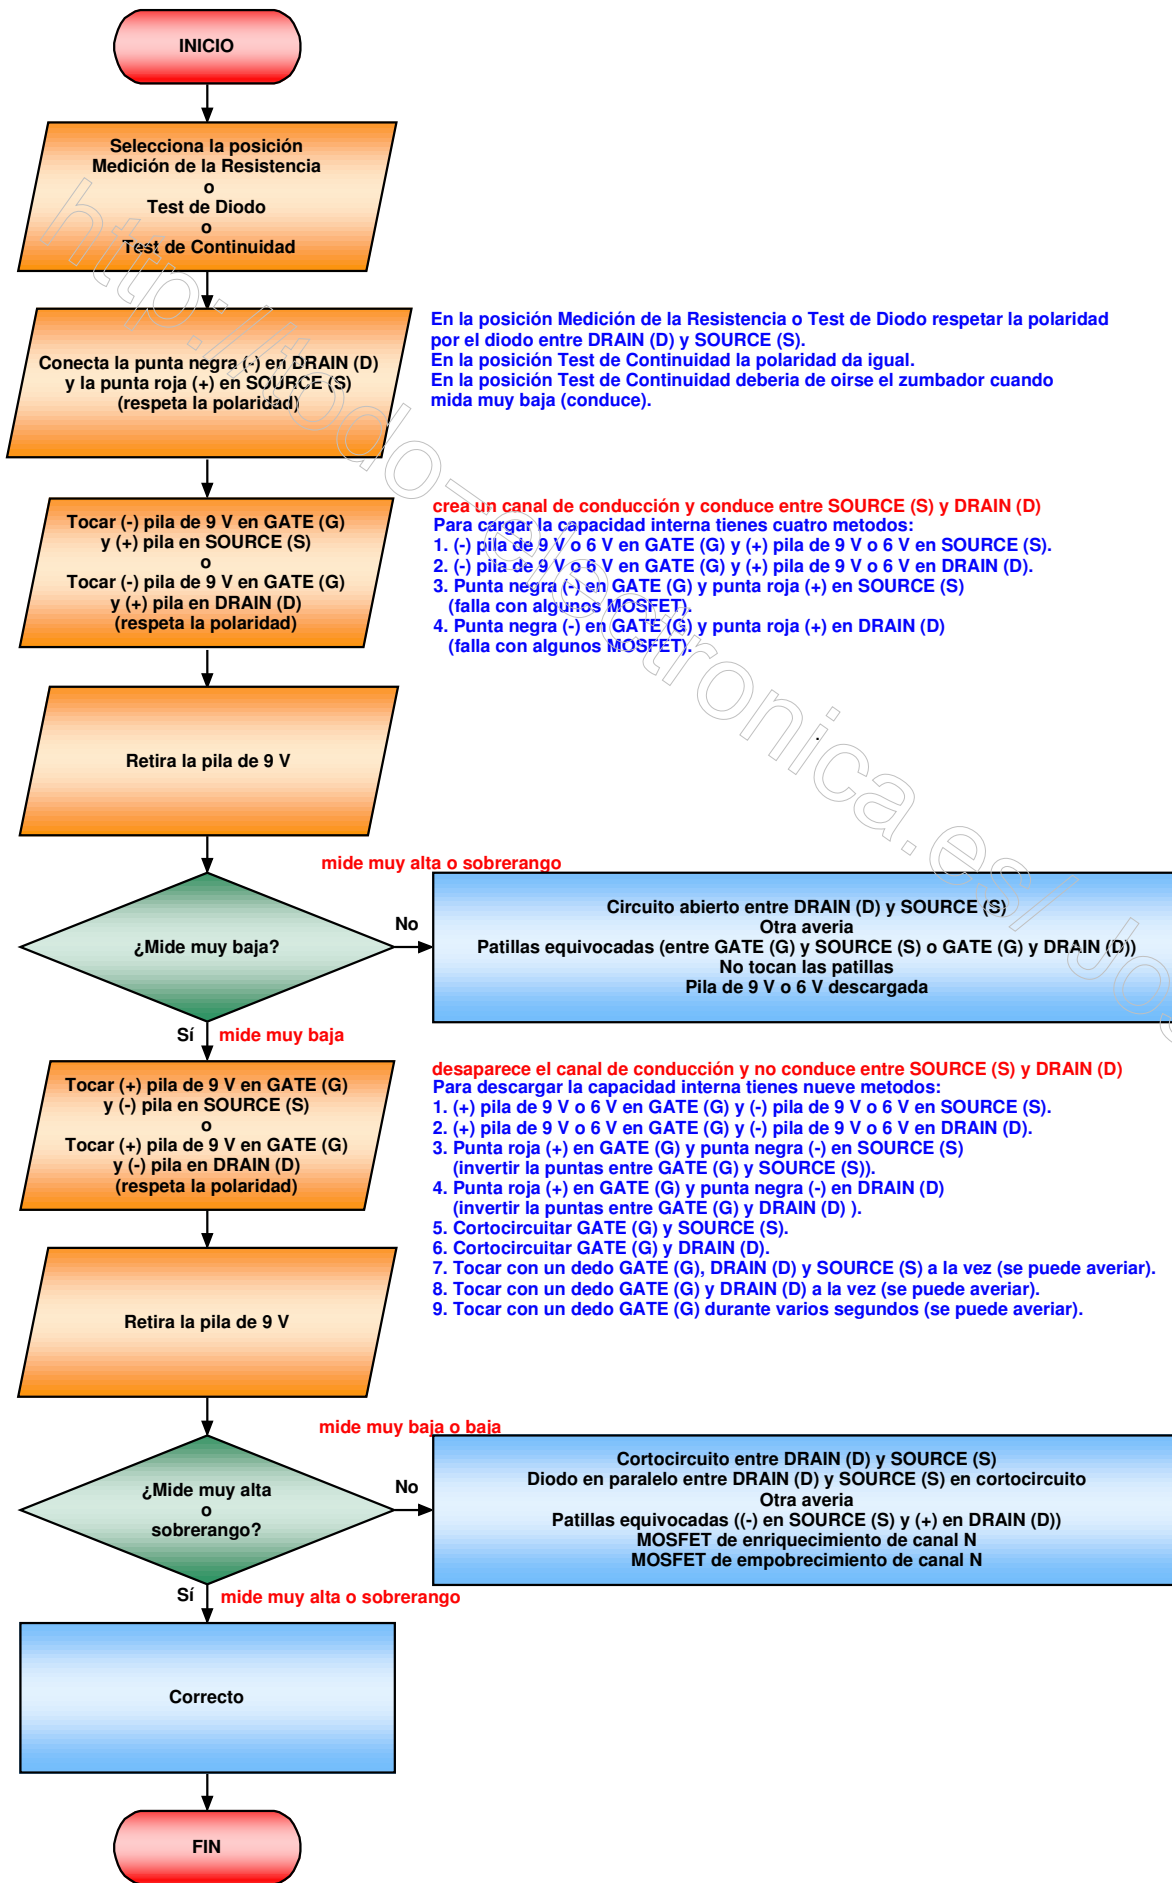 INICIO
Selecciona la posición
Medición de la Resistencia
o
Test de Diodo
o
Test de Continuidad
Conecta la punta negra (-) en DRAIN (D)
y la punta roja (+) en SOURCE (S)
(respeta la polaridad)
En la posición Medición de la Resistencia o Test de Diodo respetar la polaridad
por el diodo entre DRAIN (D) y SOURCE (S).
En la posición Test de Continuidad la polaridad da igual.
En la posición Test de Continuidad deberia de oirse el zumbador cuando
mida muy baja (conduce).
Tocar (-) pila de 9 V en GATE (G)
y (+) pila en SOURCE (S)
o
Tocar (-) pila de 9 V en GATE (G)
y (+) pila en DRAIN (D)
(respeta la polaridad)
crea un canal de conducción y conduce entre SOURCE (S) y DRAIN (D)
Para cargar la capacidad interna tienes cuatro metodos:
1. (-) pila de 9 V o 6 V en GATE (G) y (+) pila de 9 V o 6 V en SOURCE (S).
2. (-) pila de 9 V o 6 V en GATE (G) y (+) pila de 9 V o 6 V en DRAIN (D).
3. Punta negra (-) en GATE (G) y punta roja (+) en SOURCE (S)
(falla con algunos MOSFET).
4. Punta negra (-) en GATE (G) y punta roja (+) en DRAIN (D)
(falla con algunos MOSFET).
Retira la pila de 9 V
.
mide muy alta o sobrerango
¿Mide muy baja?
No
Circuito abierto entre DRAIN (D) y SOURCE (S)
Otra averia
Patillas equivocadas (entre GATE (G) y SOURCE (S) o GATE (G) y DRAIN (D))
No tocan las patillas
Pila de 9 V o 6 V descargada
Sí
mide muy baja
Tocar (+) pila de 9 V en GATE (G)
y (-) pila en SOURCE (S)
o
Tocar (+) pila de 9 V en GATE (G)
y (-) pila en DRAIN (D)
(respeta la polaridad)
desaparece el canal de conducción y no conduce entre SOURCE (S) y DRAIN (D)
Para descargar la capacidad interna tienes nueve metodos:
1. (+) pila de 9 V o 6 V en GATE (G) y (-) pila de 9 V o 6 V en SOURCE (S).
2. (+) pila de 9 V o 6 V en GATE (G) y (-) pila de 9 V o 6 V en DRAIN (D).
3. Punta roja (+) en GATE (G) y punta negra (-) en SOURCE (S)
(invertir la puntas entre GATE (G) y SOURCE (S)).
4. Punta roja (+) en GATE (G) y punta negra (-) en DRAIN (D)
(invertir la puntas entre GATE (G) y DRAIN (D) ).
5. Cortocircuitar GATE (G) y SOURCE (S).
6. Cortocircuitar GATE (G) y DRAIN (D).
7. Tocar con un dedo GATE (G), DRAIN (D) y SOURCE (S) a la vez (se puede averiar).
8. Tocar con un dedo GATE (G) y DRAIN (D) a la vez (se puede averiar).
9. Tocar con un dedo GATE (G) durante varios segundos (se puede averiar).
Retira la pila de 9 V
mide muy baja o baja
¿Mide muy alta
o
sobrerango?
No
Cortocircuito entre DRAIN (D) y SOURCE (S)
Diodo en paralelo entre DRAIN (D) y SOURCE (S) en cortocircuito
Otra averia
Patillas equivocadas ((-) en SOURCE (S) y (+) en DRAIN (D))
MOSFET de enriquecimiento de canal N
MOSFET de empobrecimiento de canal N
Sí
mide muy alta o sobrerango
Correcto
FIN
http://todo-electronica.es/